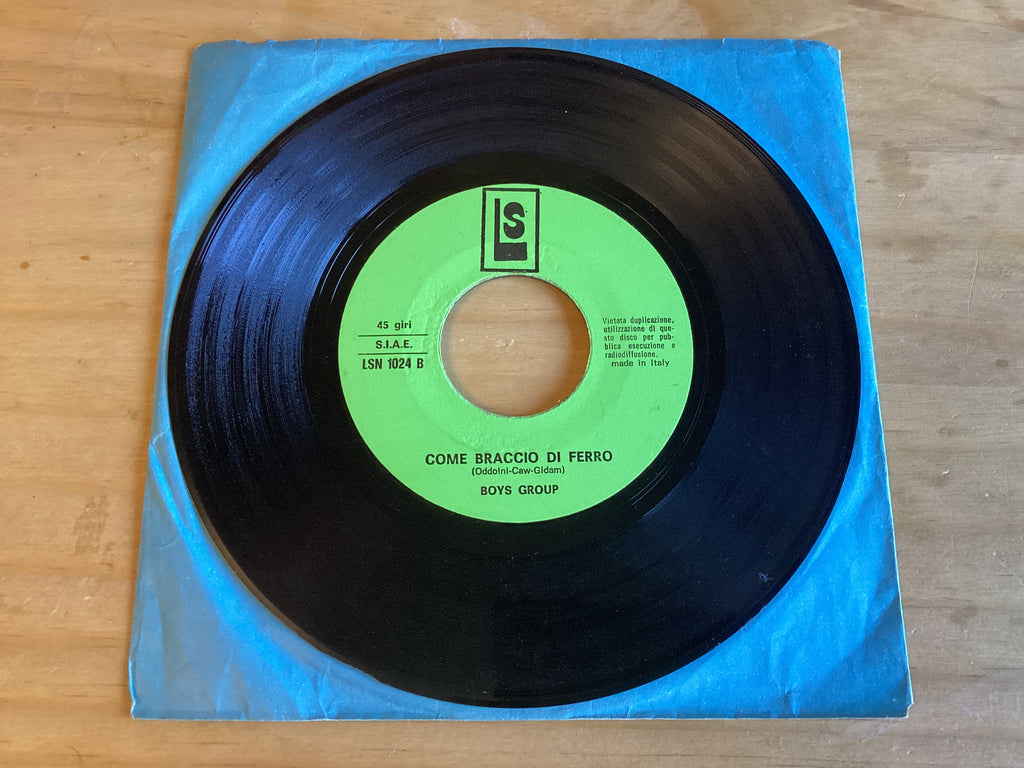 LS
45 giri
S.I.A.E.
LSN 1024 B
Vietata duplicazione,
utilizzazione di que-
sto disco per pub-
blica esecuzione e
radiodiffusione.
made in Italy
COME BRACCIO DI FERRO
(Oddoini-Caw-Gidam)
BOYS GROUP